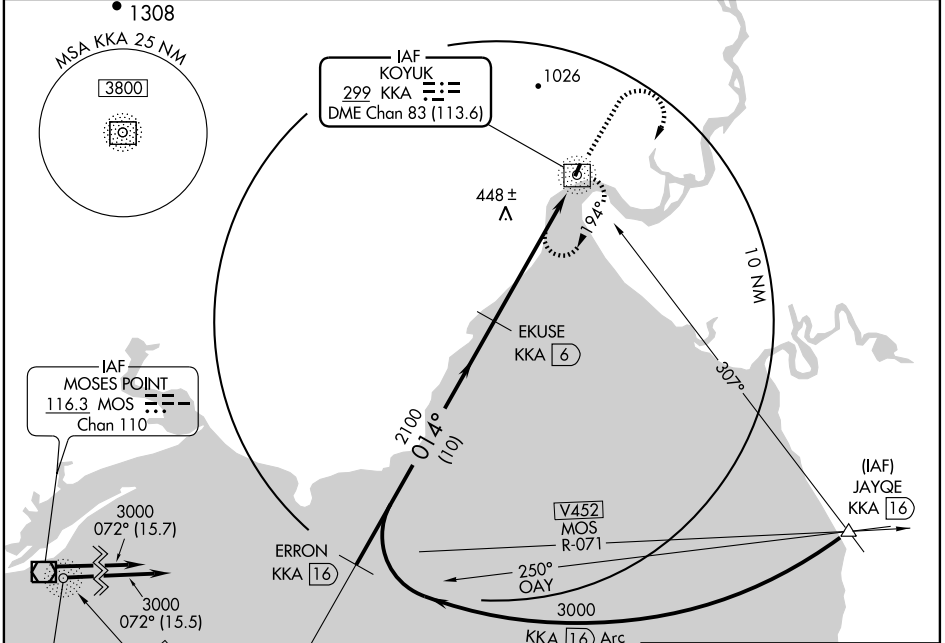 1308
MSA KKA 25 NM
3800
IAF
KOYUK
299 KKA
DME Chan 83 (113.6)
1026
448 ±
194°
10 NM
EKUSE
KKA 6
307°
IAF
MOSES POINT
116.3 MOS
Chan 110
2100
014°
(10)
(IAF)
JAYQE
KKA 16
V452
MOS
R-071
3000
072° (15.7)
ERRON
KKA 16
250°
OAY
3000
072° (15.5)
3000
KKA 16 Arc